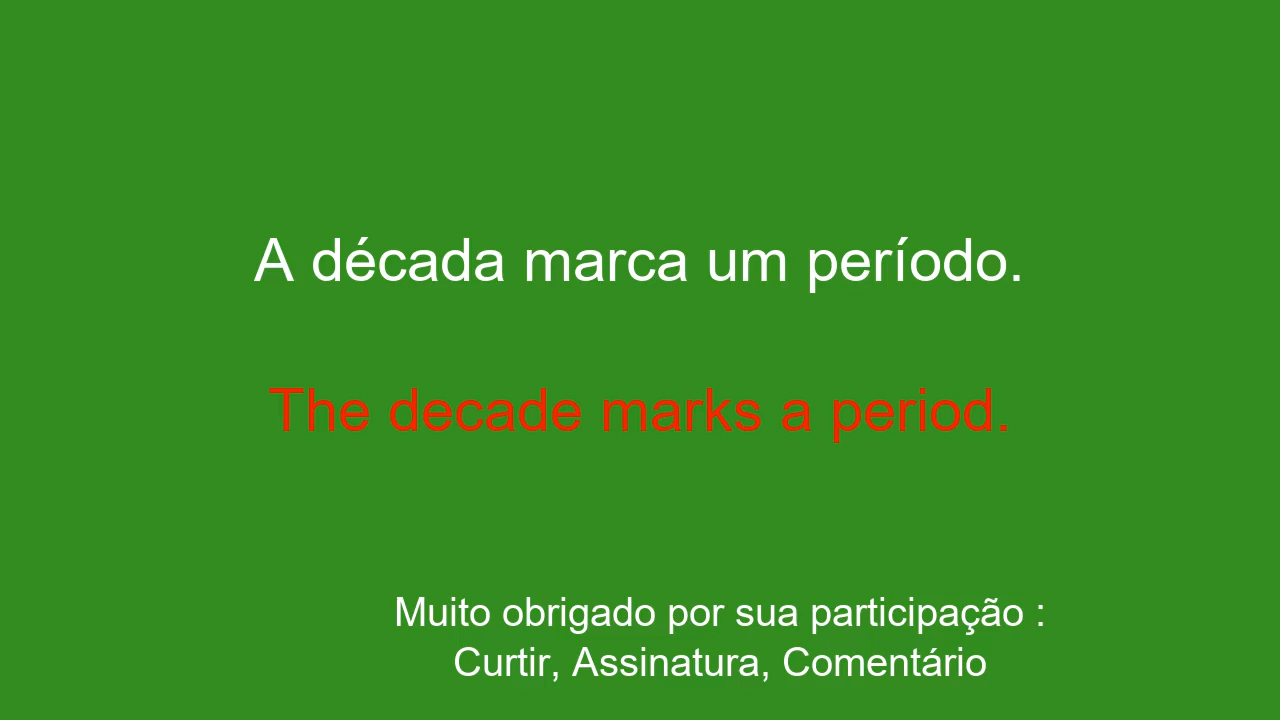 A década marca um período.
The decade marks a period.
Muito obrigado por sua participação :
Curtir, Assinatura, Comentário